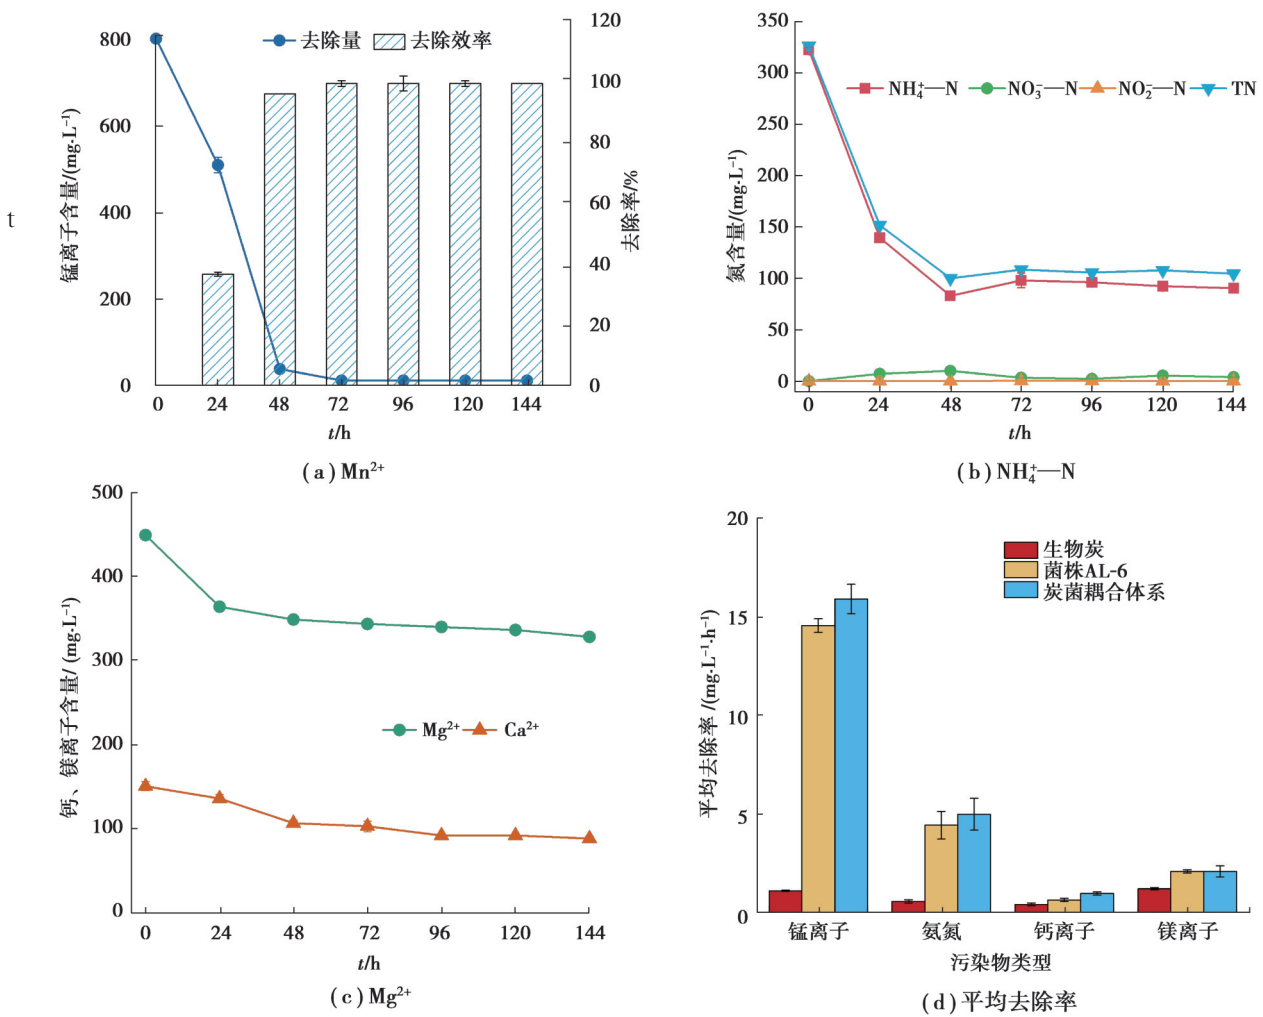 t
去除量 去除效率
锰离子含量/(mg·L⁻¹)
800
600
400
200
0
120
100
80
60
40
20
0
去除率/%
0 24 48 72 96 120 144
t/h
(a) Mn²⁺
350
300
250
200
150
100
50
0
氮含量/(mg·L⁻¹)
NH₄⁺—N NO₃⁻—N NO₂⁻—N TN
0 24 48 72 96 120 144
t/h
(b) NH₄⁺—N
500
400
300
200
100
0
钙、镁离子含量/ (mg·L⁻¹)
Mg²⁺ Ca²⁺
0 24 48 72 96 120 144
t/h
(c) Mg²⁺
20
15
10
5
0
平均去除率 /(mg·L⁻¹·h⁻¹)
生物炭
菌株AL-6
炭菌耦合体系
锰离子 氨氮 钙离子 镁离子
污染物类型
(d) 平均去除率